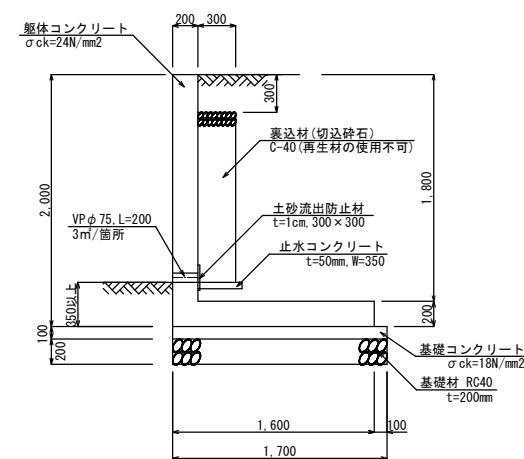 200 300
躯体コンクリート
σck=24N/mm2
300
裏込材(切込砕石)
C-40(再生材の使用不可)
2,000
1,800
土砂流出防止材
t=1cm, 300×300
VPφ75, L=200
3㎡/箇所
止水コンクリート
t=50mm, W=350
350以上
200
100
200
基礎コンクリート
σck=18N/mm2
基礎材 RC40
t=200mm
1,600 100
1,700